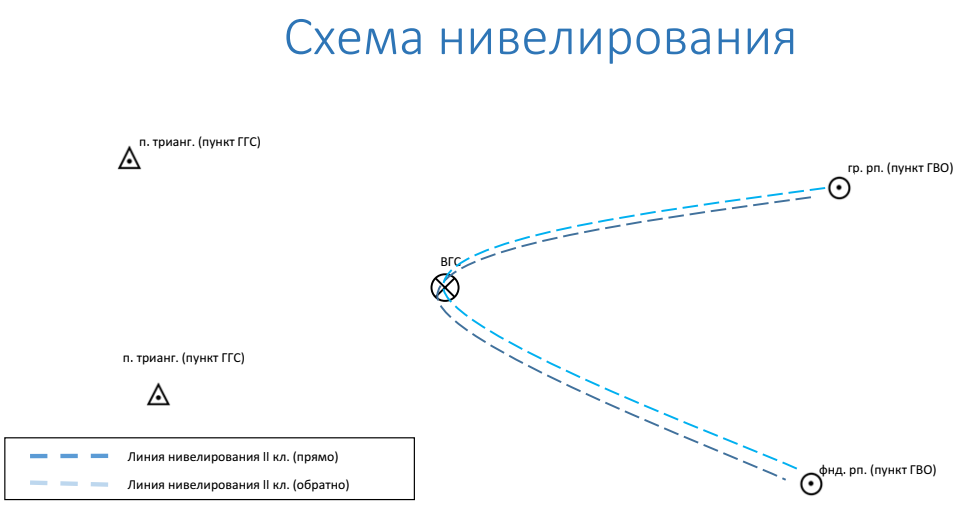 Схема нивелирования
п. трианг. (пункт ГГС)
гр. рп. (пункт ГВО)
ВГС
п. трианг. (пункт ГГС)
Линия нивелирования II кл. (прямо)
Линия нивелирования II кл. (обратно)
фнд. рп. (пункт ГВО)